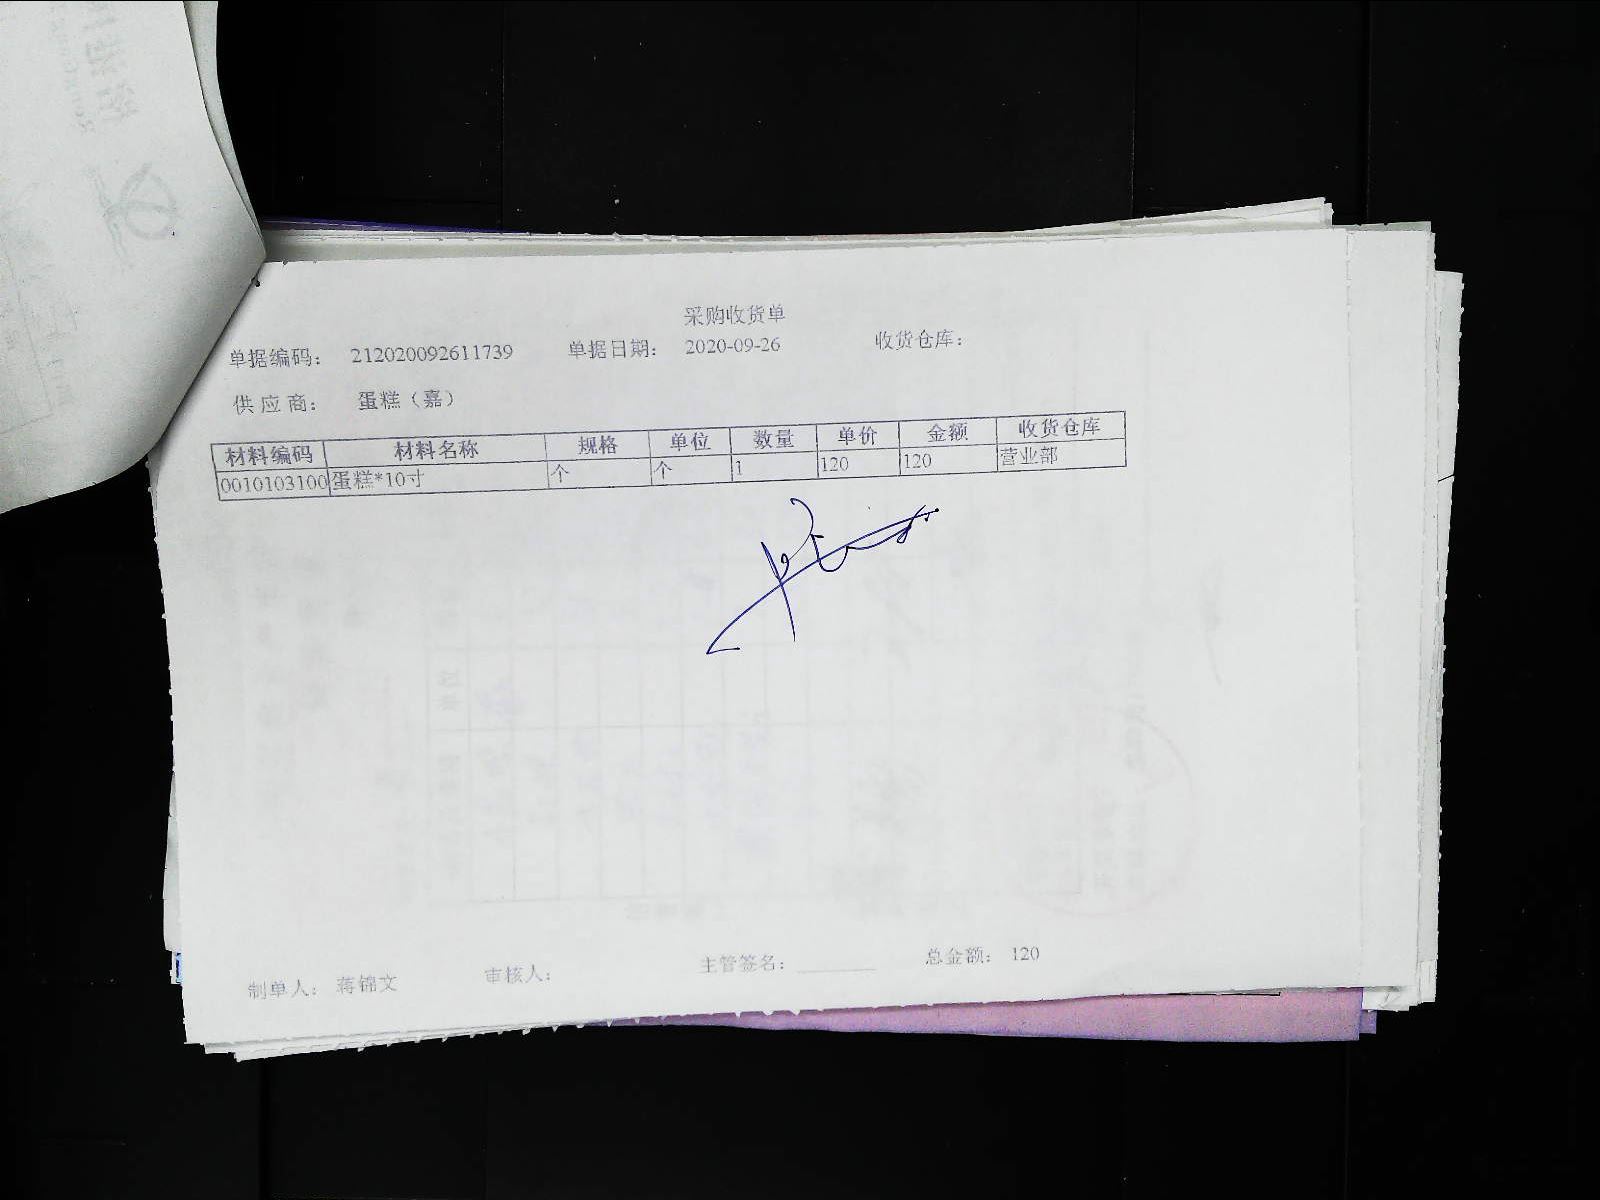 采购收货单
单据编码： 212020092611739 单据日期： 2020-09-26 收货仓库：
供应商： 蛋糕（嘉）
材料编码 材料名称 规格 单位 数量 单价 金额 收货仓库
0010103100 蛋糕*10寸 个 个 1 120 120 营业部
制单人： 蒋锦文 审核人： 主管签名： 总金额： 120